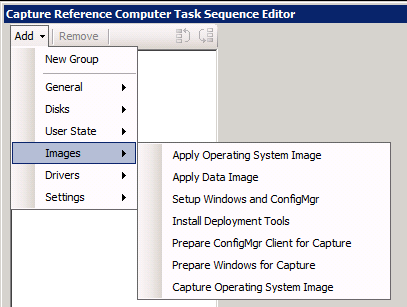 Capture Reference Computer Task Sequence Editor
Add Remove
New Group
General
Disks
User State
Images
Drivers
Settings
Apply Operating System Image
Apply Data Image
Setup Windows and ConfigMgr
Install Deployment Tools
Prepare ConfigMgr Client for Capture
Prepare Windows for Capture
Capture Operating System Image